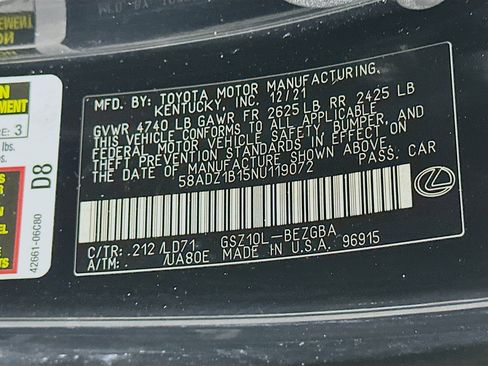 MFD. BY: TOYOTA MOTOR MANUFACTURING,
KENTUCKY, INC. 12/21
GVWR 4740 LB GAWR FR 2625 LB RR 2425 LB
THIS VEHICLE CONFORMS TO ALL APPLICABLE
FEDERAL MOTOR VEHICLE SAFETY, BUMPER, AND
THEFT PREVENTION STANDARDS IN EFFECT ON
THE DATE OF MANUFACTURE SHOWN ABOVE.
58ADZ1B15NU119072 PASS. CAR
C/TR: .212/LD71 GSZ10L-BEZGBA
A/TM: . /UA80E MADE IN U.S.A. 96915
D8
42661-06C80
RE: 3
lbs.